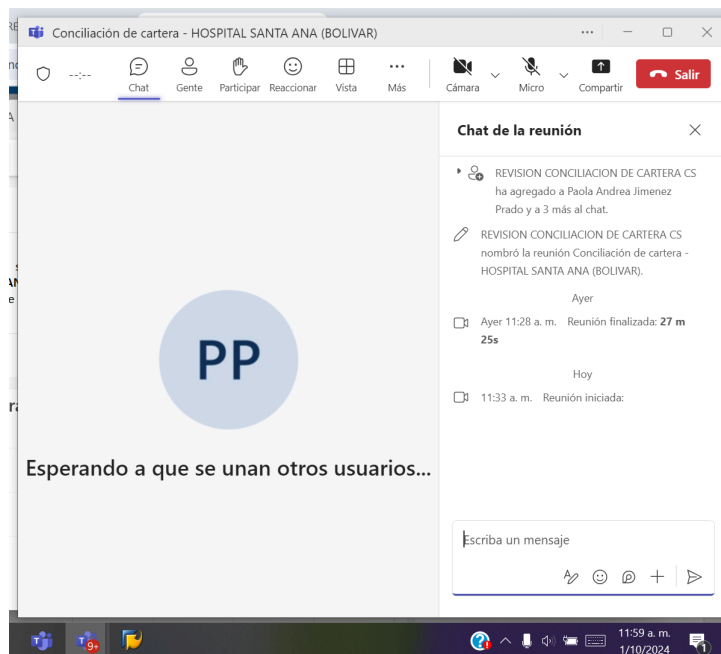 Conciliación de cartera - HOSPITAL SANTA ANA (BOLIVAR)
--:--
Chat
Gente
Participar
Reaccionar
Vista
Más
Cámara
Micro
Compartir
Salir
Chat de la reunión
REVISION CONCILIACION DE CARTERA CS
ha agregado a Paola Andrea Jimenez
Prado y a 3 más al chat.
REVISION CONCILIACION DE CARTERA CS
nombró la reunión Conciliación de cartera -
HOSPITAL SANTA ANA (BOLIVAR).
Ayer
Ayer 11:28 a. m. Reunión finalizada: 27 m
25s
Hoy
11:33 a. m. Reunión iniciada:
PP
Esperando a que se unan otros usuarios...
Escriba un mensaje
9+
11:59 a. m.
1/10/2024
1